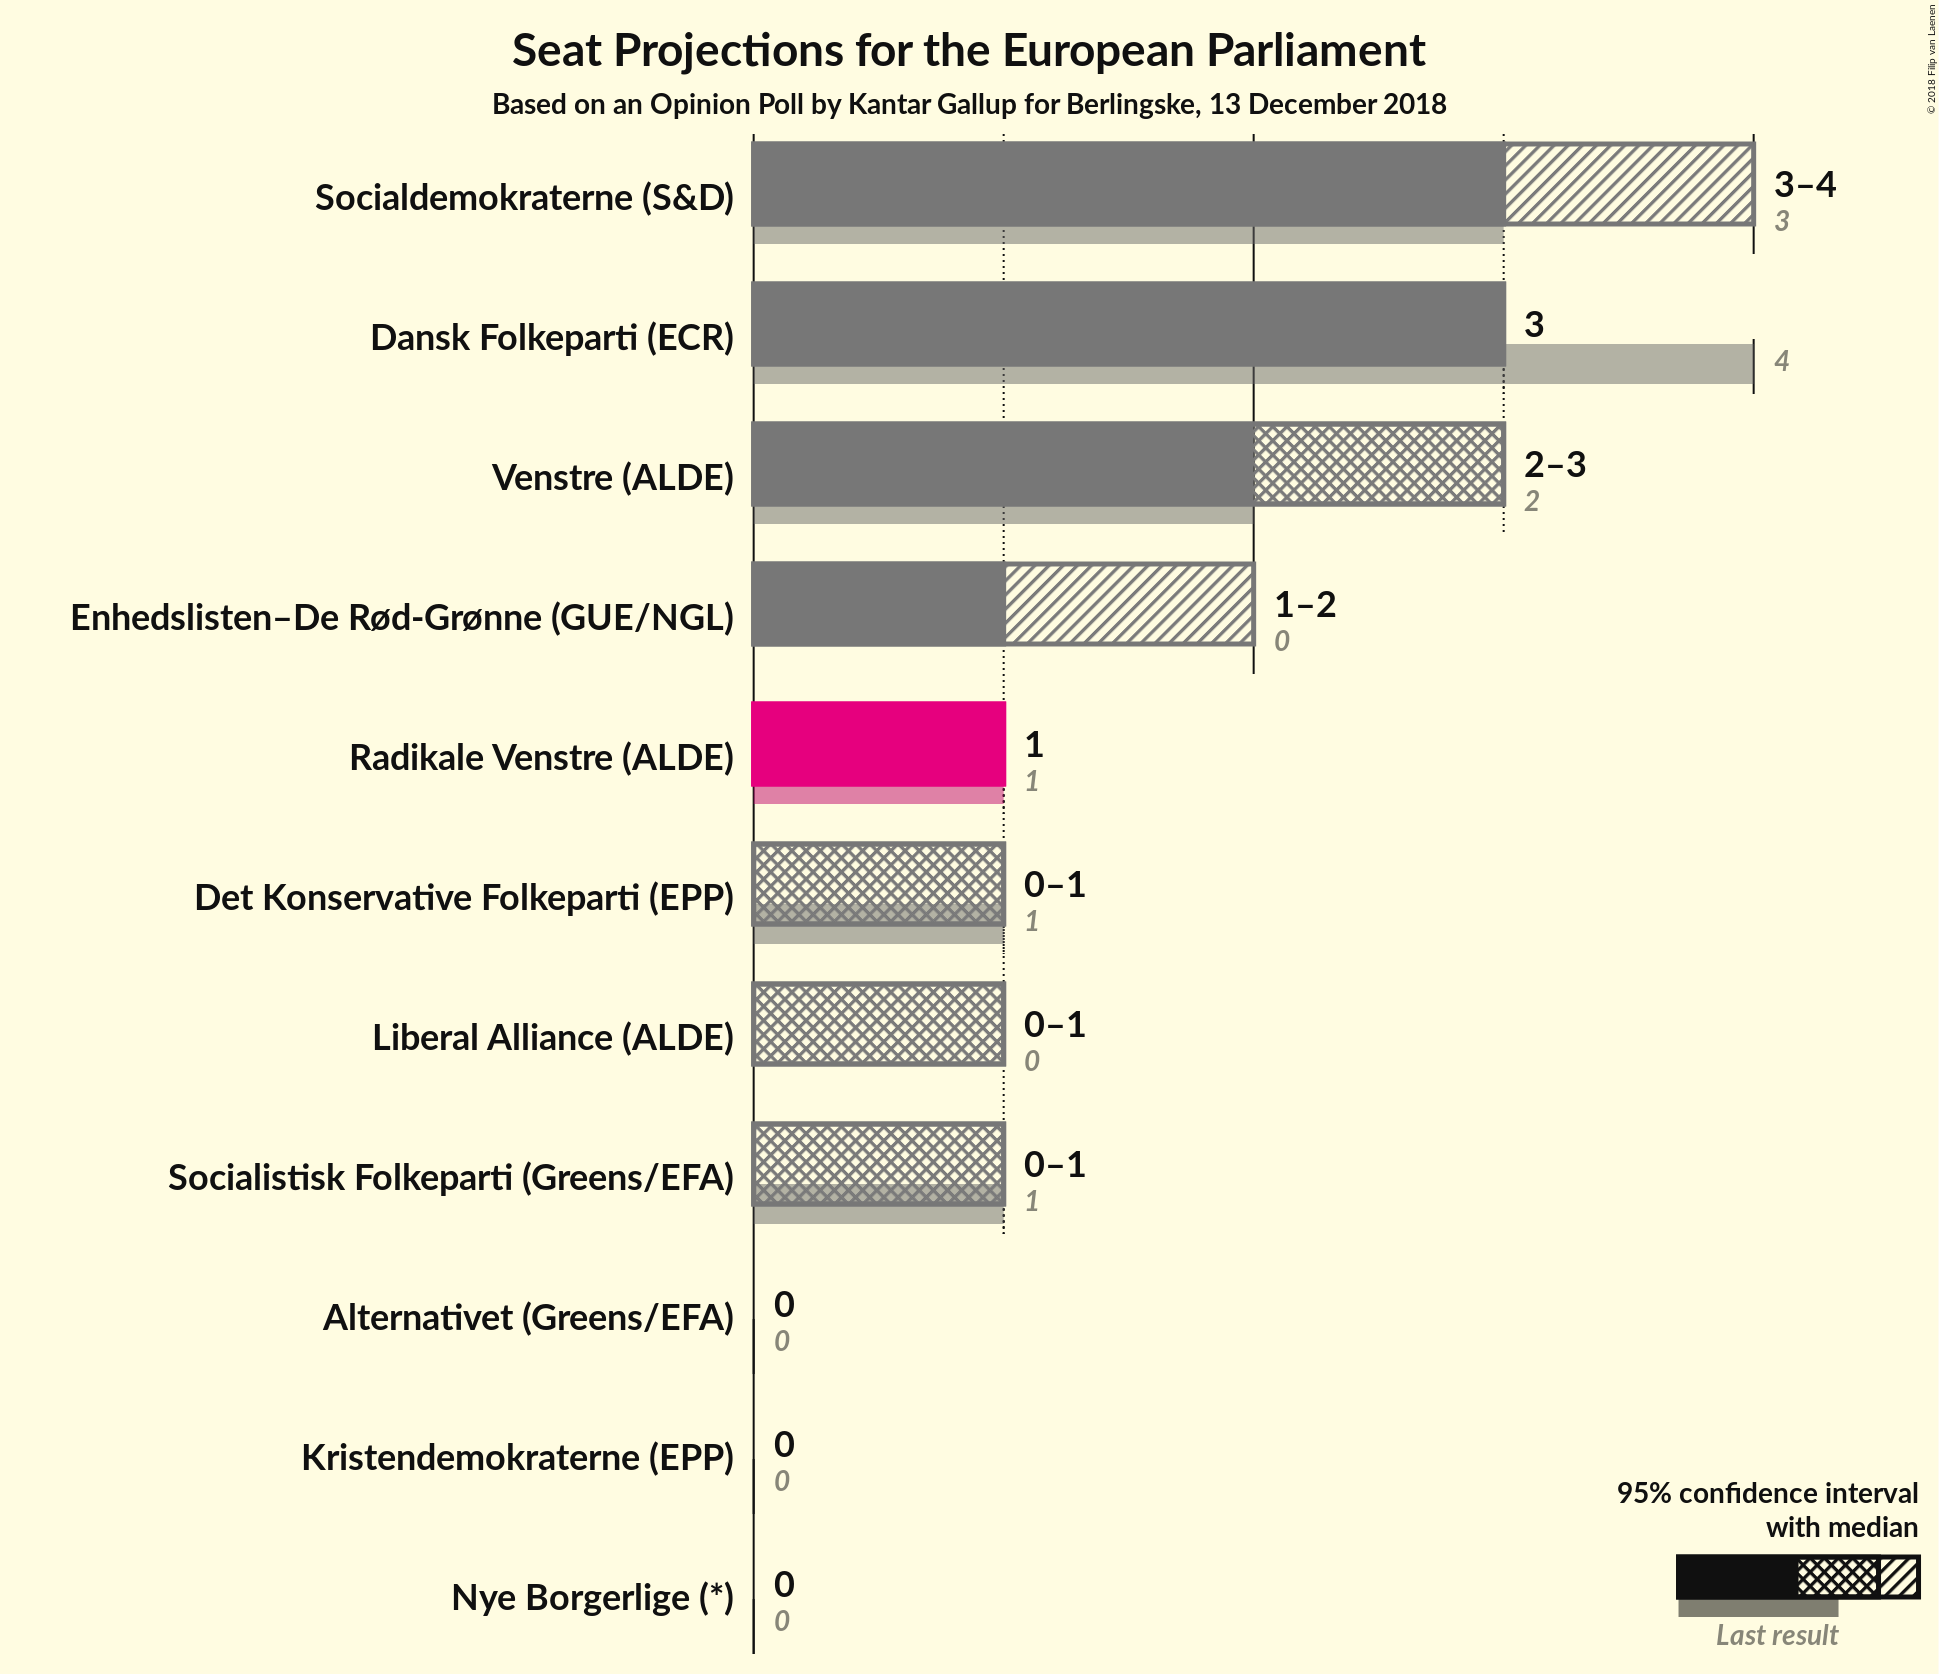 Seat Projections for the European Parliament
Based on an Opinion Poll by Kantar Gallup for Berlingske, 13 December 2018
© 2018 Filip van Laenen
Socialdemokraterne (S&D)
3–4
3
Dansk Folkeparti (ECR)
3
4
Venstre (ALDE)
2–3
2
Enhedslisten–De Rød-Grønne (GUE/NGL)
1–2
0
Radikale Venstre (ALDE)
1
1
Det Konservative Folkeparti (EPP)
0–1
1
Liberal Alliance (ALDE)
0–1
0
Socialistisk Folkeparti (Greens/EFA)
0–1
1
Alternativet (Greens/EFA)
0
0
Kristendemokraterne (EPP)
0
0
Nye Borgerlige (*)
0
0
95% confidence interval
with median
Last result